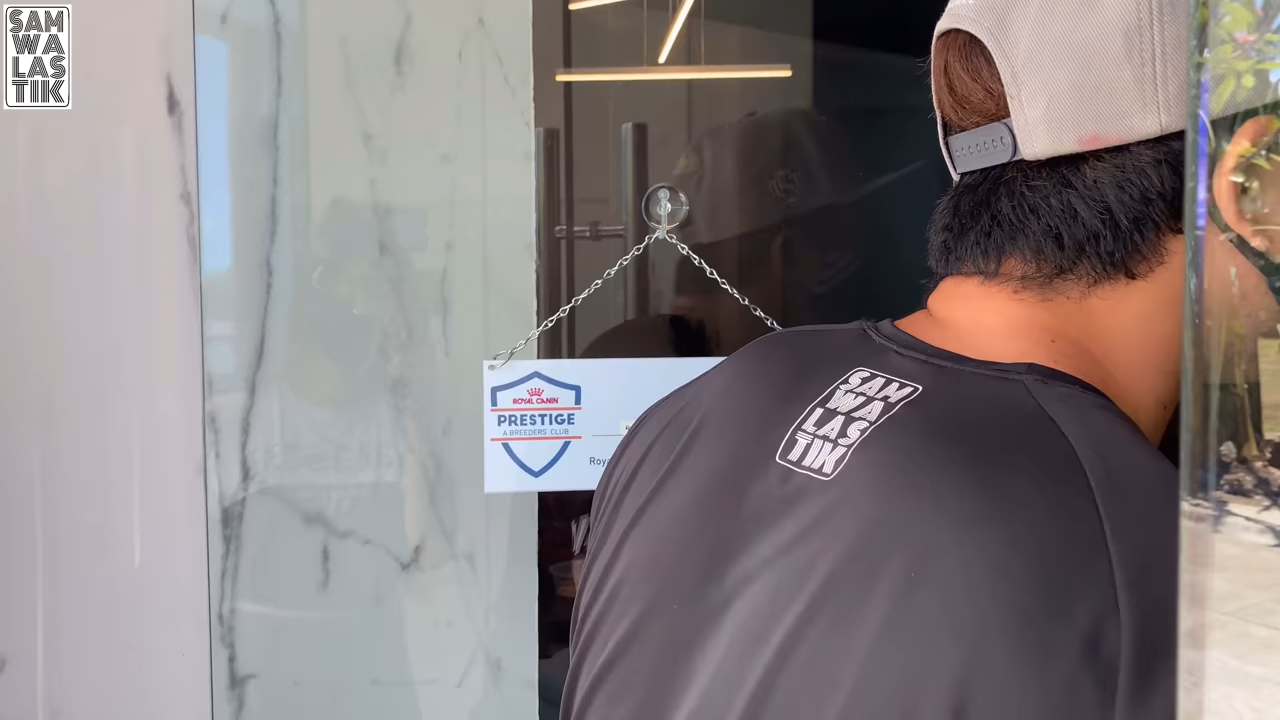 SAM
WA
LAS
TIK
ROYAL CANIN
PRESTIGE
A BREEDERS' CLUB
SAM
WA
LAS
TIK